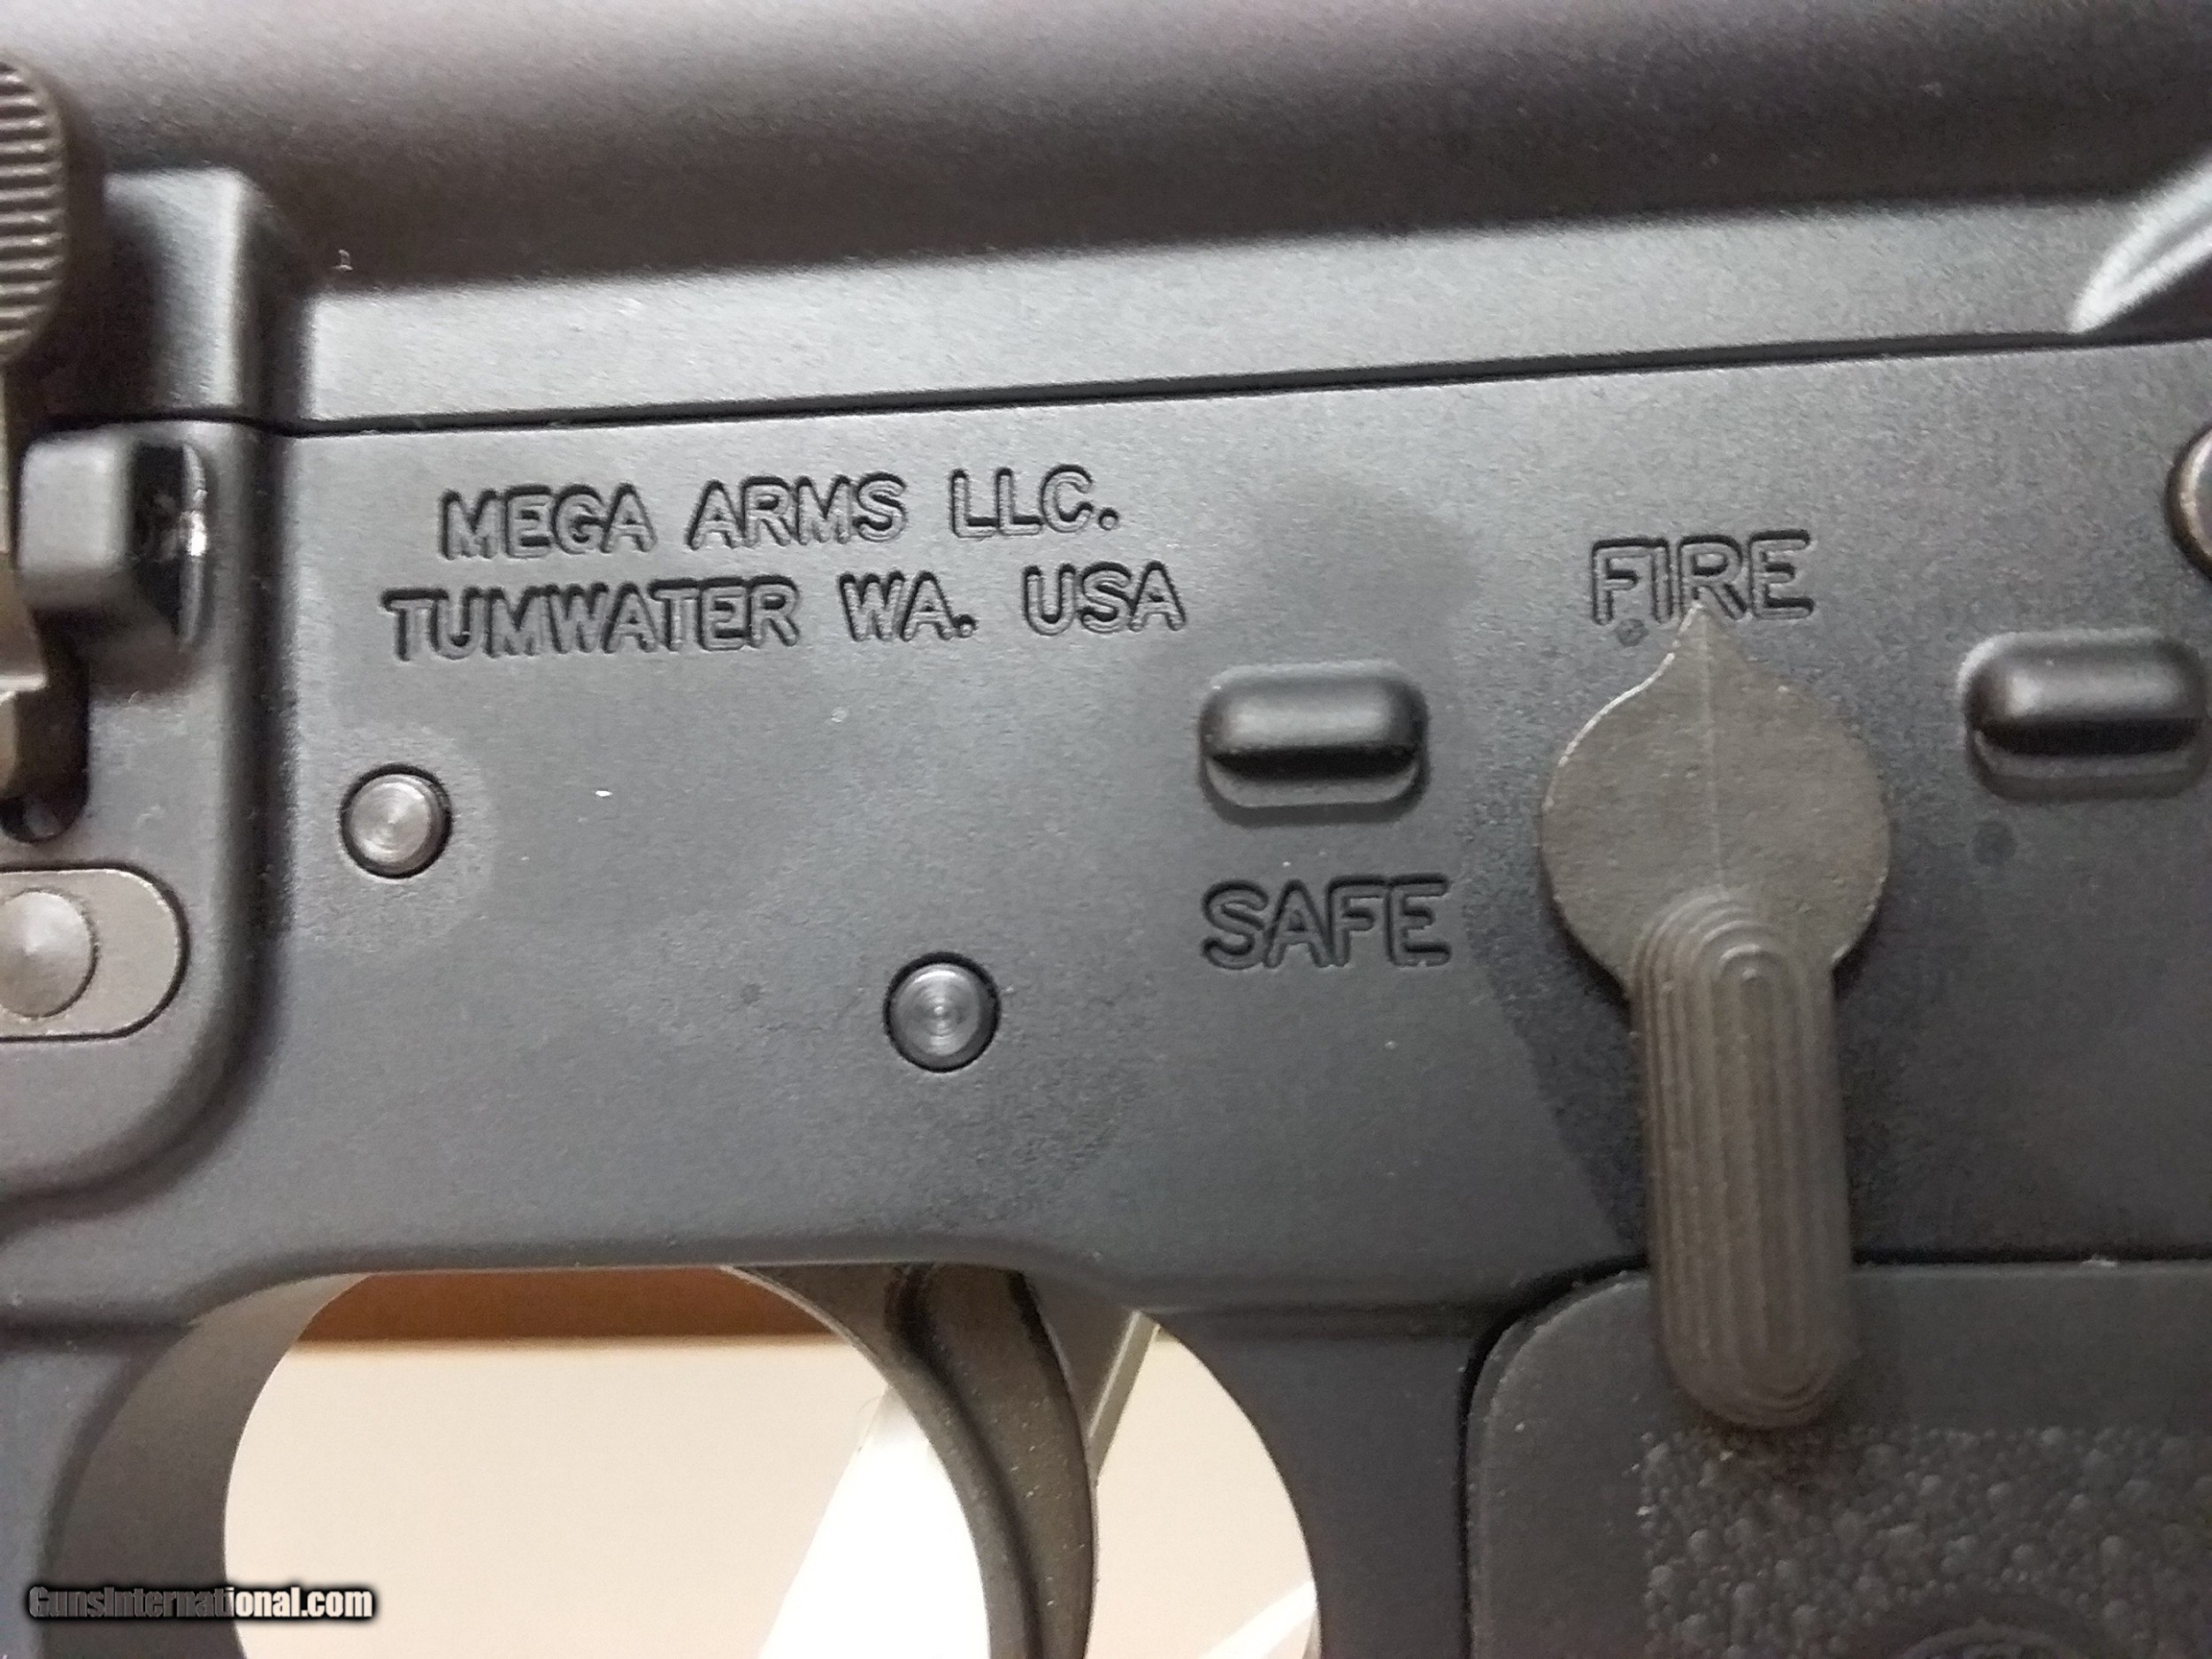 MEGA ARMS LLC.
TUMWATER WA. USA
FIRE
SAFE
GunsInternational.com